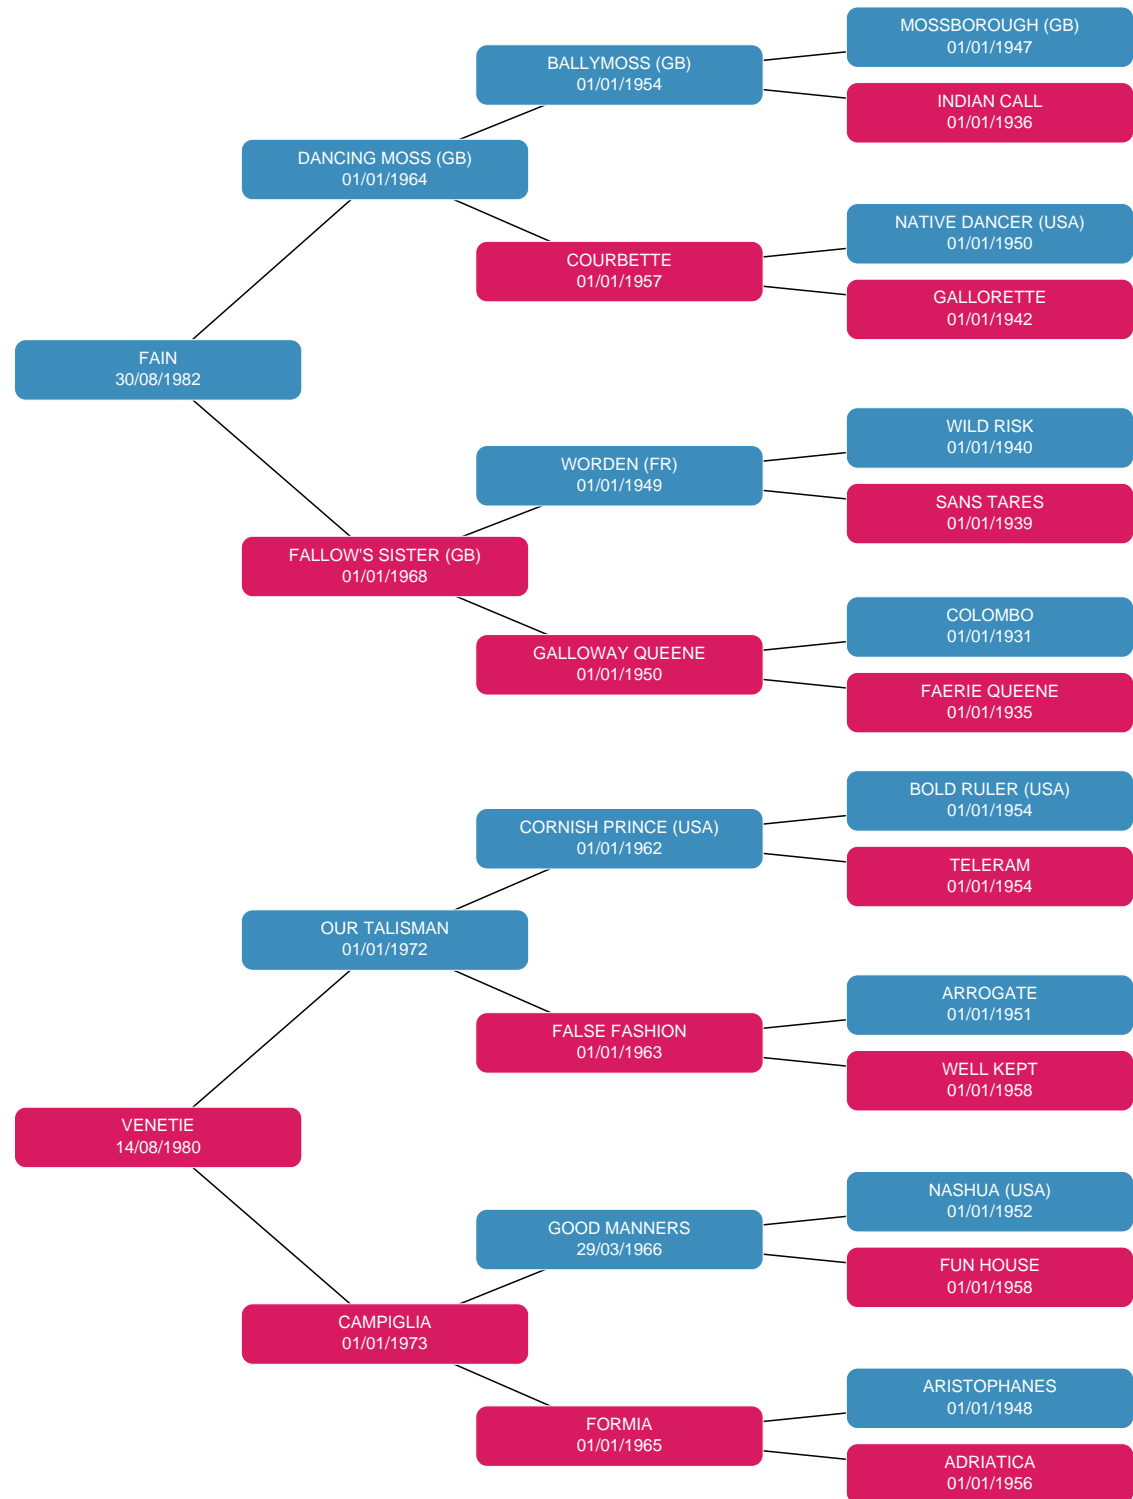 MOSSBOROUGH (GB)
01/01/1947
BALLYMOSS (GB)
01/01/1954
INDIAN CALL
01/01/1936
DANCING MOSS (GB)
01/01/1964
NATIVE DANCER (USA)
01/01/1950
COURBETTE
01/01/1957
GALLORETTE
01/01/1942
FAIN
30/08/1982
WILD RISK
01/01/1940
WORDEN (FR)
01/01/1949
SANS TARES
01/01/1939
FALLOW'S SISTER (GB)
01/01/1968
COLOMBO
01/01/1931
GALLOWAY QUEENE
01/01/1950
FAERIE QUEENE
01/01/1935
BOLD RULER (USA)
01/01/1954
CORNISH PRINCE (USA)
01/01/1962
TELERAM
01/01/1954
OUR TALISMAN
01/01/1972
ARROGATE
01/01/1951
FALSE FASHION
01/01/1963
WELL KEPT
01/01/1958
VENETIE
14/08/1980
NASHUA (USA)
01/01/1952
GOOD MANNERS
29/03/1966
FUN HOUSE
01/01/1958
CAMPIGLIA
01/01/1973
ARISTOPHANES
01/01/1948
FORMIA
01/01/1965
ADRIATICA
01/01/1956